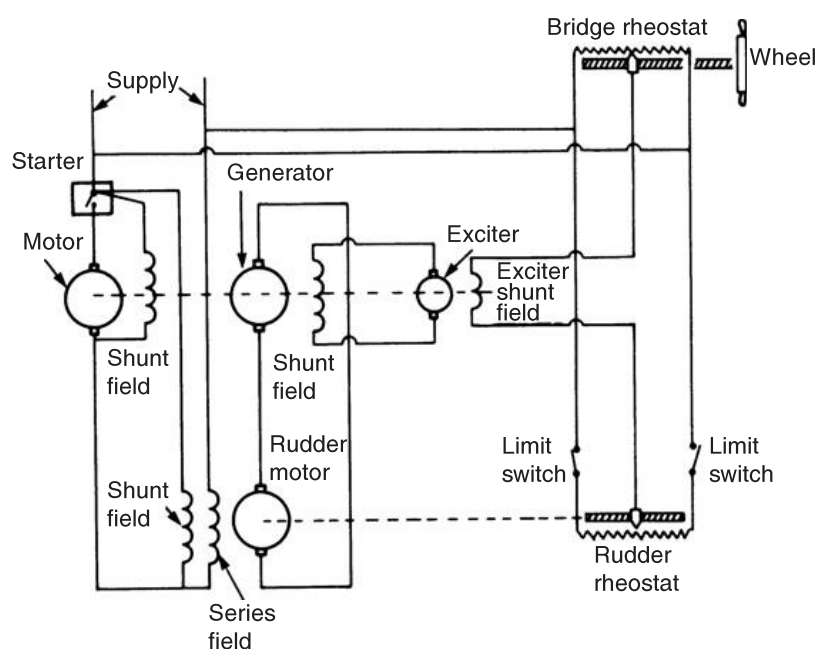 Bridge rheostat
Wheel
Supply
Starter
Generator
Motor
Exciter
Exciter
shunt
field
Shunt
field
Shunt
field
Rudder
motor
Limit
switch
Limit
switch
Shunt
field
Rudder
rheostat
Series
field